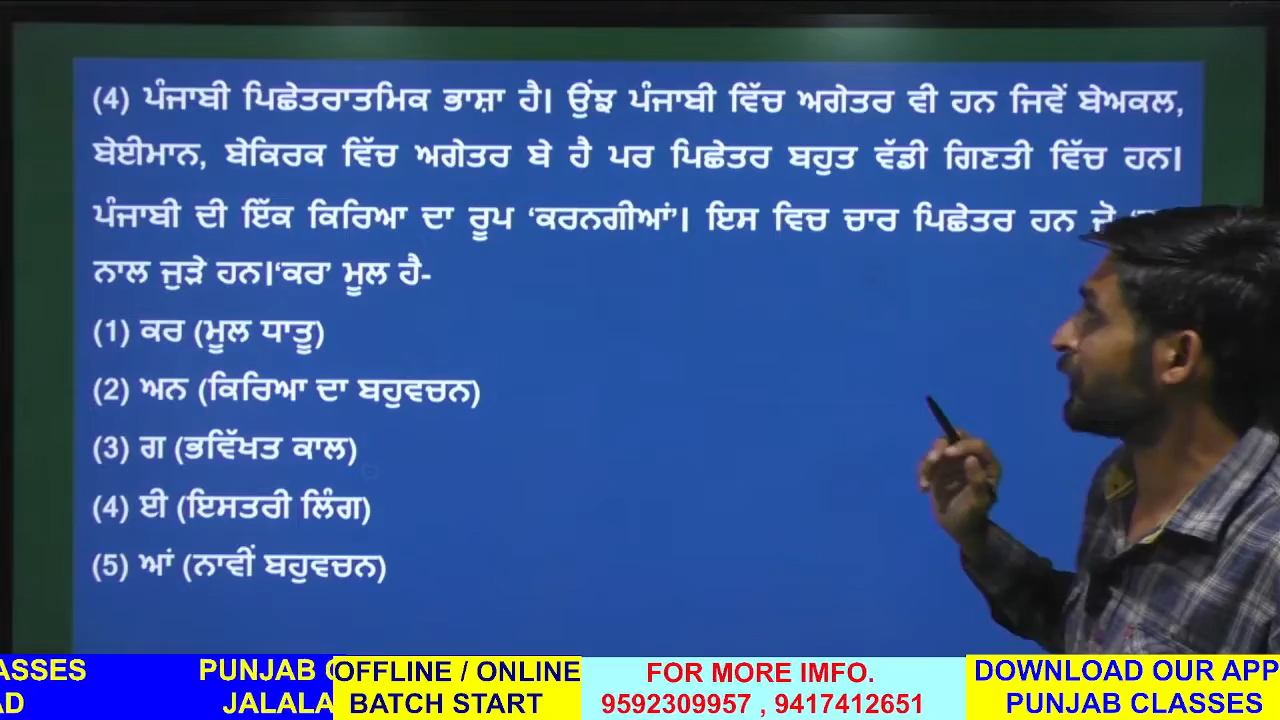 (4) ਪੰਜਾਬੀ ਪਿਛੇਤਰਾਤਮਿਕ ਭਾਸ਼ਾ ਹੈ। ਉਂਝ ਪੰਜਾਬੀ ਵਿੱਚ ਅਗੇਤਰ ਵੀ ਹਨ ਜਿਵੇਂ ਬੇਅਕਲ,
ਬੇਈਮਾਨ, ਬੇਕਿਰਕ ਵਿੱਚ ਅਗੇਤਰ ਬੇ ਹੈ ਪਰ ਪਿਛੇਤਰ ਬਹੁਤ ਵੱਡੀ ਗਿਣਤੀ ਵਿੱਚ ਹਨ।
ਪੰਜਾਬੀ ਦੀ ਇੱਕ ਕਿਰਿਆ ਦਾ ਰੂਪ 'ਕਰਨਗੀਆਂ'। ਇਸ ਵਿਚ ਚਾਰ ਪਿਛੇਤਰ ਹਨ ਜੋ
ਨਾਲ ਜੁੜੇ ਹਨ।'ਕਰ' ਮੂਲ ਹੈ-
(1) ਕਰ (ਮੂਲ ਧਾਤੂ)
(2) ਅਨ (ਕਿਰਿਆ ਦਾ ਬਹੁਵਚਨ)
(3) ਗ (ਭਵਿੱਖਤ ਕਾਲ)
(4) ਈ (ਇਸਤਰੀ ਲਿੰਗ)
(5) ਆਂ (ਨਾਵੀਂ ਬਹੁਵਚਨ)
ASSES PUNJAB C
AD JALALA
OFFLINE / ONLINE
BATCH START
FOR MORE IMFO.
9592309957 , 9417412651
DOWNLOAD OUR APP
PUNJAB CLASSES